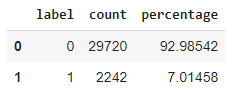 label count percentage
0 0 29720 92.98542
1 1 2242 7.01458